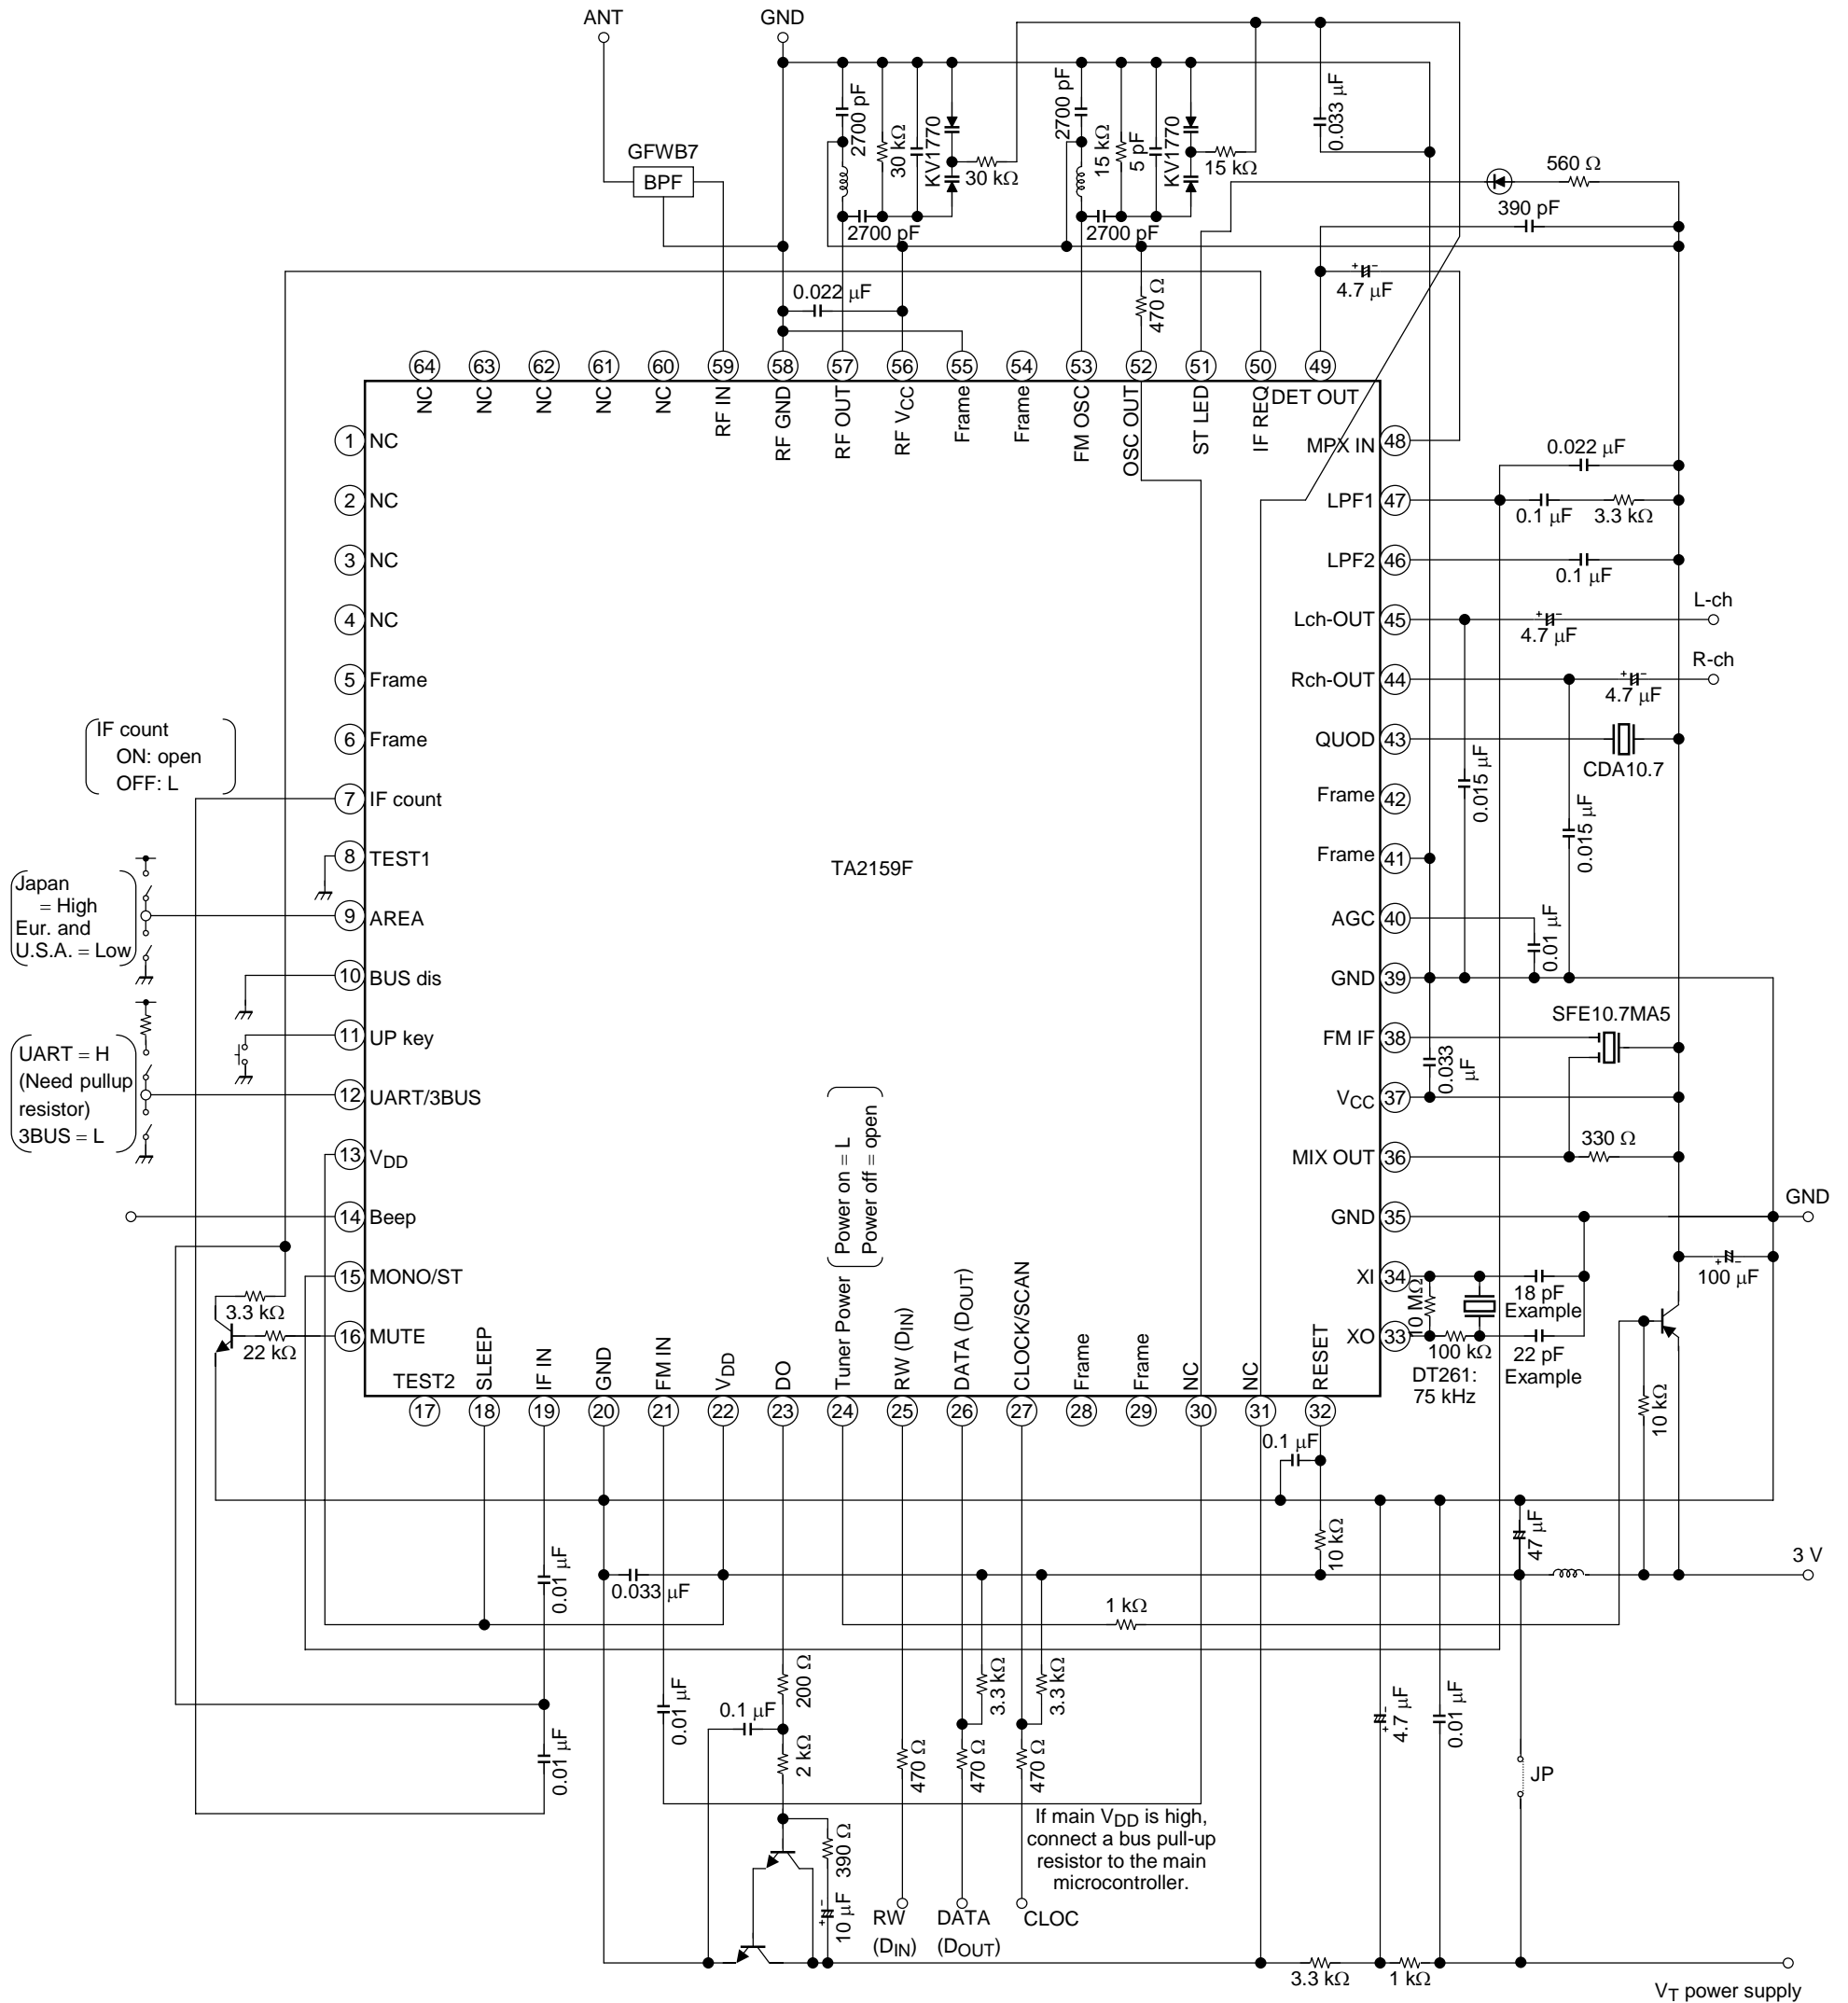 ANT
GND
GFWB7
BPF
2700 pF
30 kΩ
KV1770
30 kΩ
2700 pF
2700 pF
15 kΩ
5 pF
KV1770
15 kΩ
2700 pF
0.033 µF
560 Ω
390 pF
4.7 µF
0.022 µF
470 Ω
64 63 62 61 60 59 58 57 56 55 54 53 52 51 50 49
NC
NC
NC
NC
NC
RF IN
RF GND
RF OUT
RF VCC
Frame
Frame
FM OSC
OSC OUT
ST LED
IF REQ
DET OUT
1 NC
2 NC
3 NC
4 NC
5 Frame
6 Frame
IF count
ON: open
OFF: L
7 IF count
8 TEST1
Japan
= High
Eur. and
U.S.A. = Low
9 AREA
10 BUS dis
11 UP key
UART = H
(Need pullup
resistor)
3BUS = L
12 UART/3BUS
13 VDD
14 Beep
15 MONO/ST
16 MUTE
3.3 kΩ
22 kΩ
TA2159F
Power on = L
Power off = open
MPX IN 48
LPF1 47
LPF2 46
Lch-OUT 45
Rch-OUT 44
QUOD 43
Frame 42
Frame 41
AGC 40
GND 39
FM IF 38
VCC 37
MIX OUT 36
GND 35
XI 34
XO 33
0.022 µF
0.1 µF
3.3 kΩ
0.1 µF
L-ch
4.7 µF
R-ch
4.7 µF
CDA10.7
0.015 µF
0.015 µF
0.01 µF
SFE10.7MA5
0.033
µF
330 Ω
GND
100 µF
10 MΩ
18 pF
Example
100 kΩ
22 pF
Example
DT261:
75 kHz
10 kΩ
TEST2
SLEEP
IF IN
GND
FM IN
VDD
DO
Tuner Power
RW (DIN)
DATA (DOUT)
CLOCK/SCAN
Frame
Frame
NC
NC
RESET
17 18 19 20 21 22 23 24 25 26 27 28 29 30 31 32
0.1 µF
10 kΩ
47 µF
3 V
0.01 µF
0.033 µF
1 kΩ
200 Ω
3.3 kΩ
3.3 kΩ
0.01 µF
0.1 µF
2 kΩ
470 Ω
470 Ω
470 Ω
4.7 µF
0.01 µF
0.01 µF
JP
If main VDD is high,
connect a bus pull-up
resistor to the main
microcontroller.
390 Ω
10 µF
RW
(DIN)
DATA
(DOUT)
CLOC
3.3 kΩ
1 kΩ
VT power supply